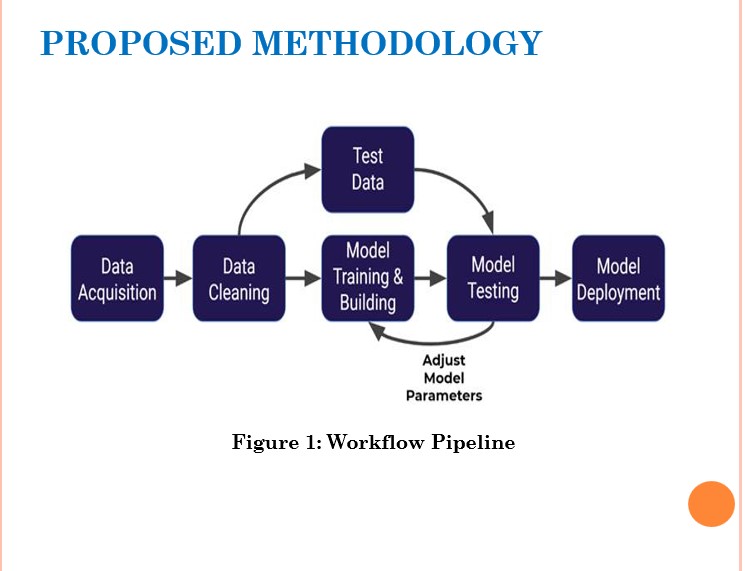 PROPOSED METHODOLOGY
Test
Data
Data
Acquisition
Data
Cleaning
Model
Training &
Building
Model
Testing
Model
Deployment
Adjust
Model
Parameters
Figure 1: Workflow Pipeline